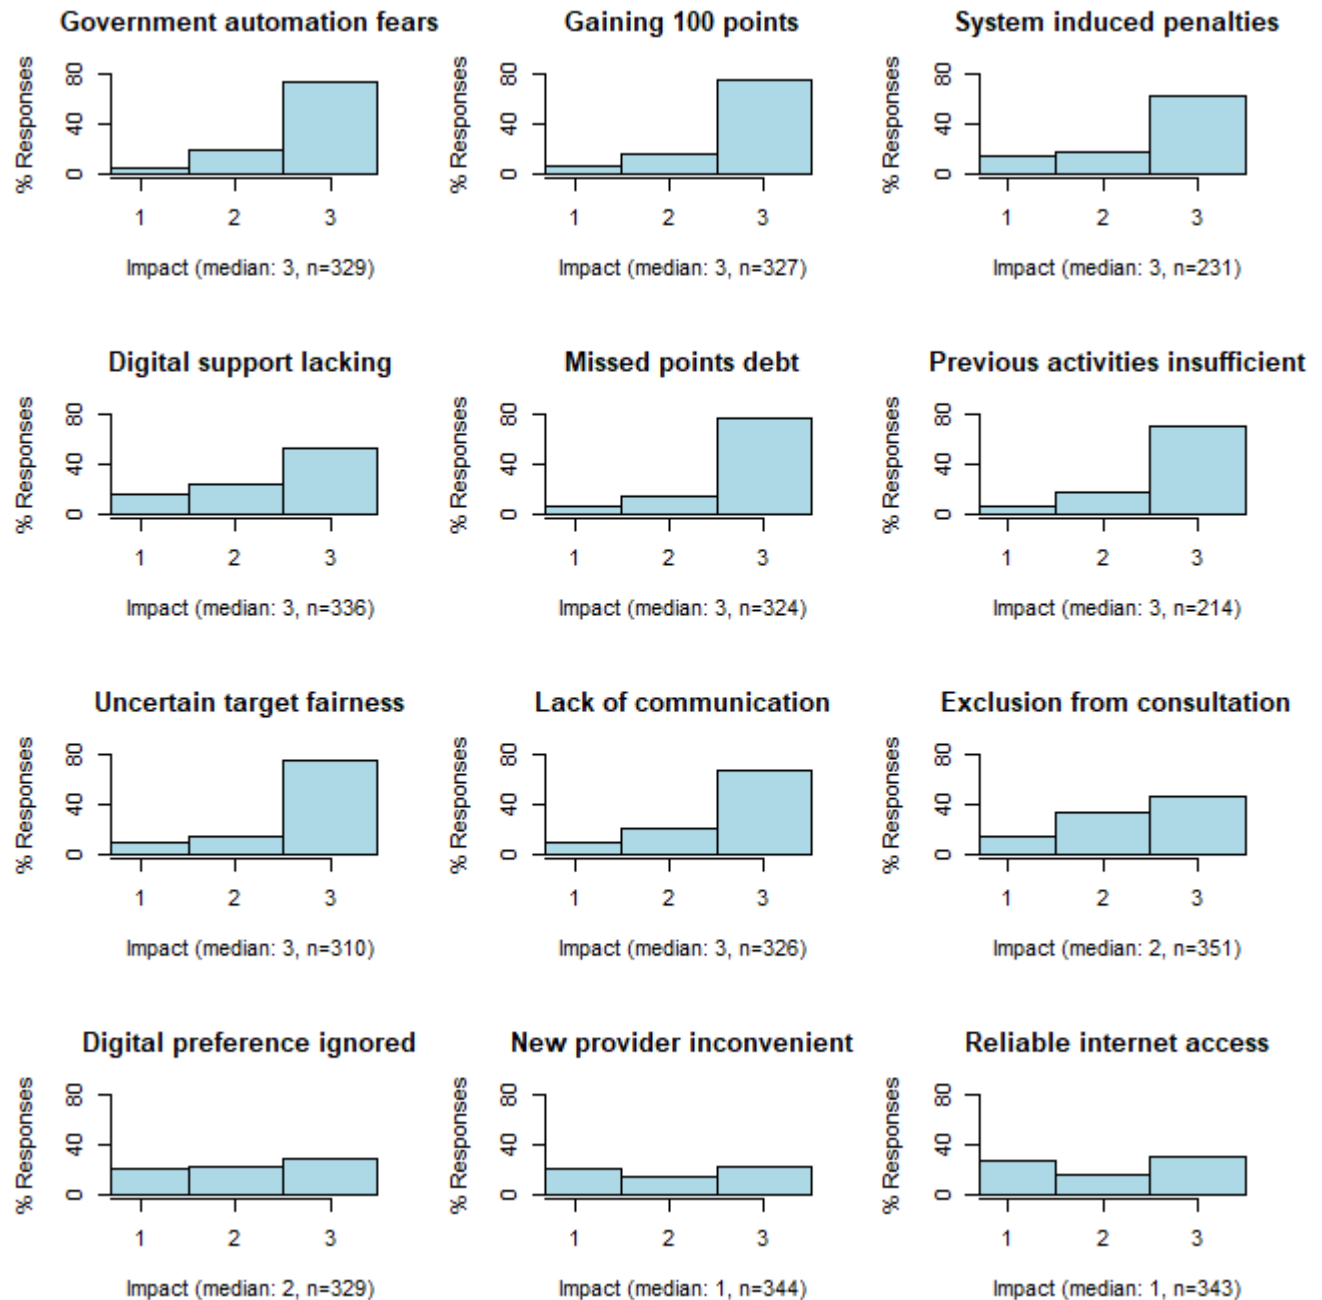 Government automation fears
% Responses
80
40
0
1 2 3
Impact (median: 3, n=329)
Gaining 100 points
% Responses
80
40
0
1 2 3
Impact (median: 3, n=327)
System induced penalties
% Responses
80
40
0
1 2 3
Impact (median: 3, n=231)
Digital support lacking
% Responses
80
40
0
1 2 3
Impact (median: 3, n=336)
Missed points debt
% Responses
80
40
0
1 2 3
Impact (median: 3, n=324)
Previous activities insufficient
% Responses
80
40
0
1 2 3
Impact (median: 3, n=214)
Uncertain target fairness
% Responses
80
40
0
1 2 3
Impact (median: 3, n=310)
Lack of communication
% Responses
80
40
0
1 2 3
Impact (median: 3, n=326)
Exclusion from consultation
% Responses
80
40
0
1 2 3
Impact (median: 2, n=351)
Digital preference ignored
% Responses
80
40
0
1 2 3
Impact (median: 2, n=329)
New provider inconvenient
% Responses
80
40
0
1 2 3
Impact (median: 1, n=344)
Reliable internet access
% Responses
80
40
0
1 2 3
Impact (median: 1, n=343)